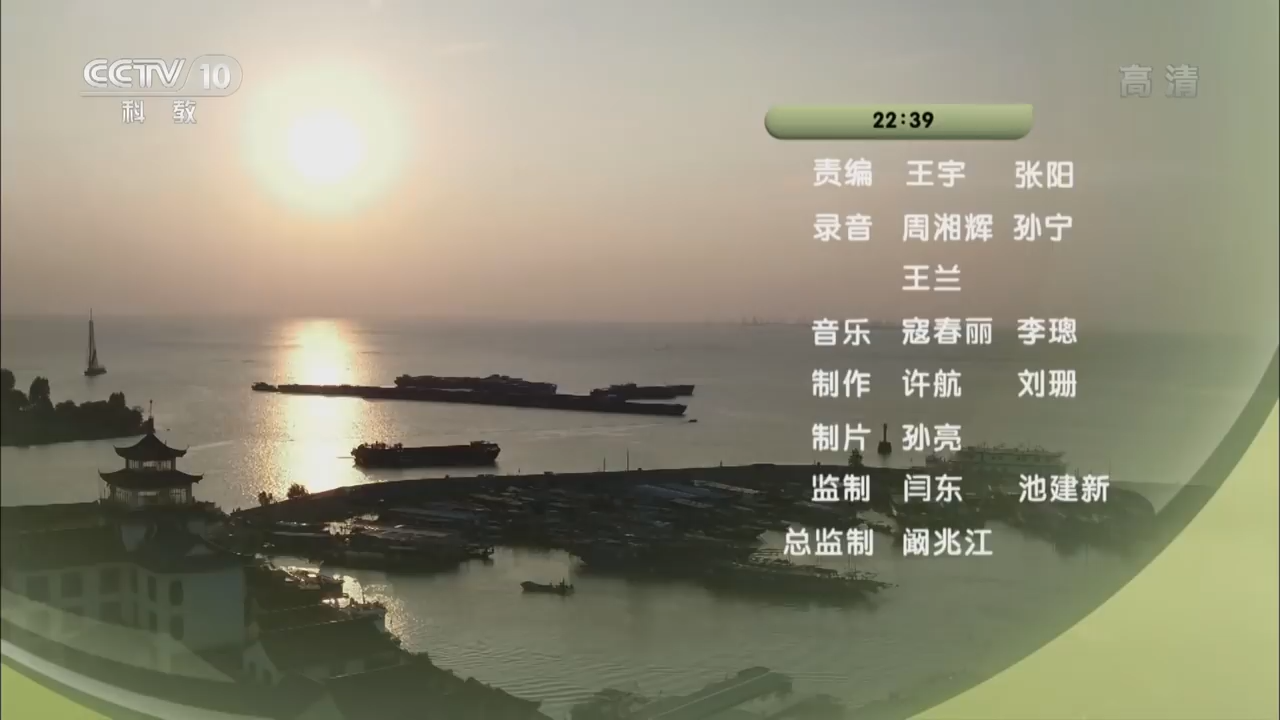 CCTV 10
科教
高清
22:39
责编 王宇 张阳
录音 周湘辉 孙宁
王兰
音乐 寇春丽 李璁
制作 许航 刘珊
制片 孙亮
监制 闫东 池建新
总监制 阚兆江